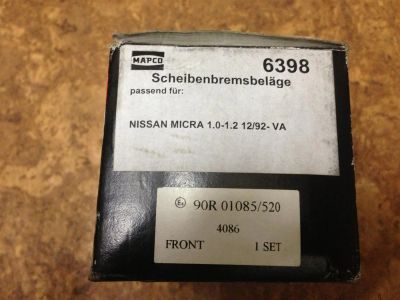 MAPCO
6398
Scheibenbremsbeläge
passend für:
NISSAN MICRA 1.0-1.2 12/92- VA
90R 01085/520
4086
FRONT 1 SET